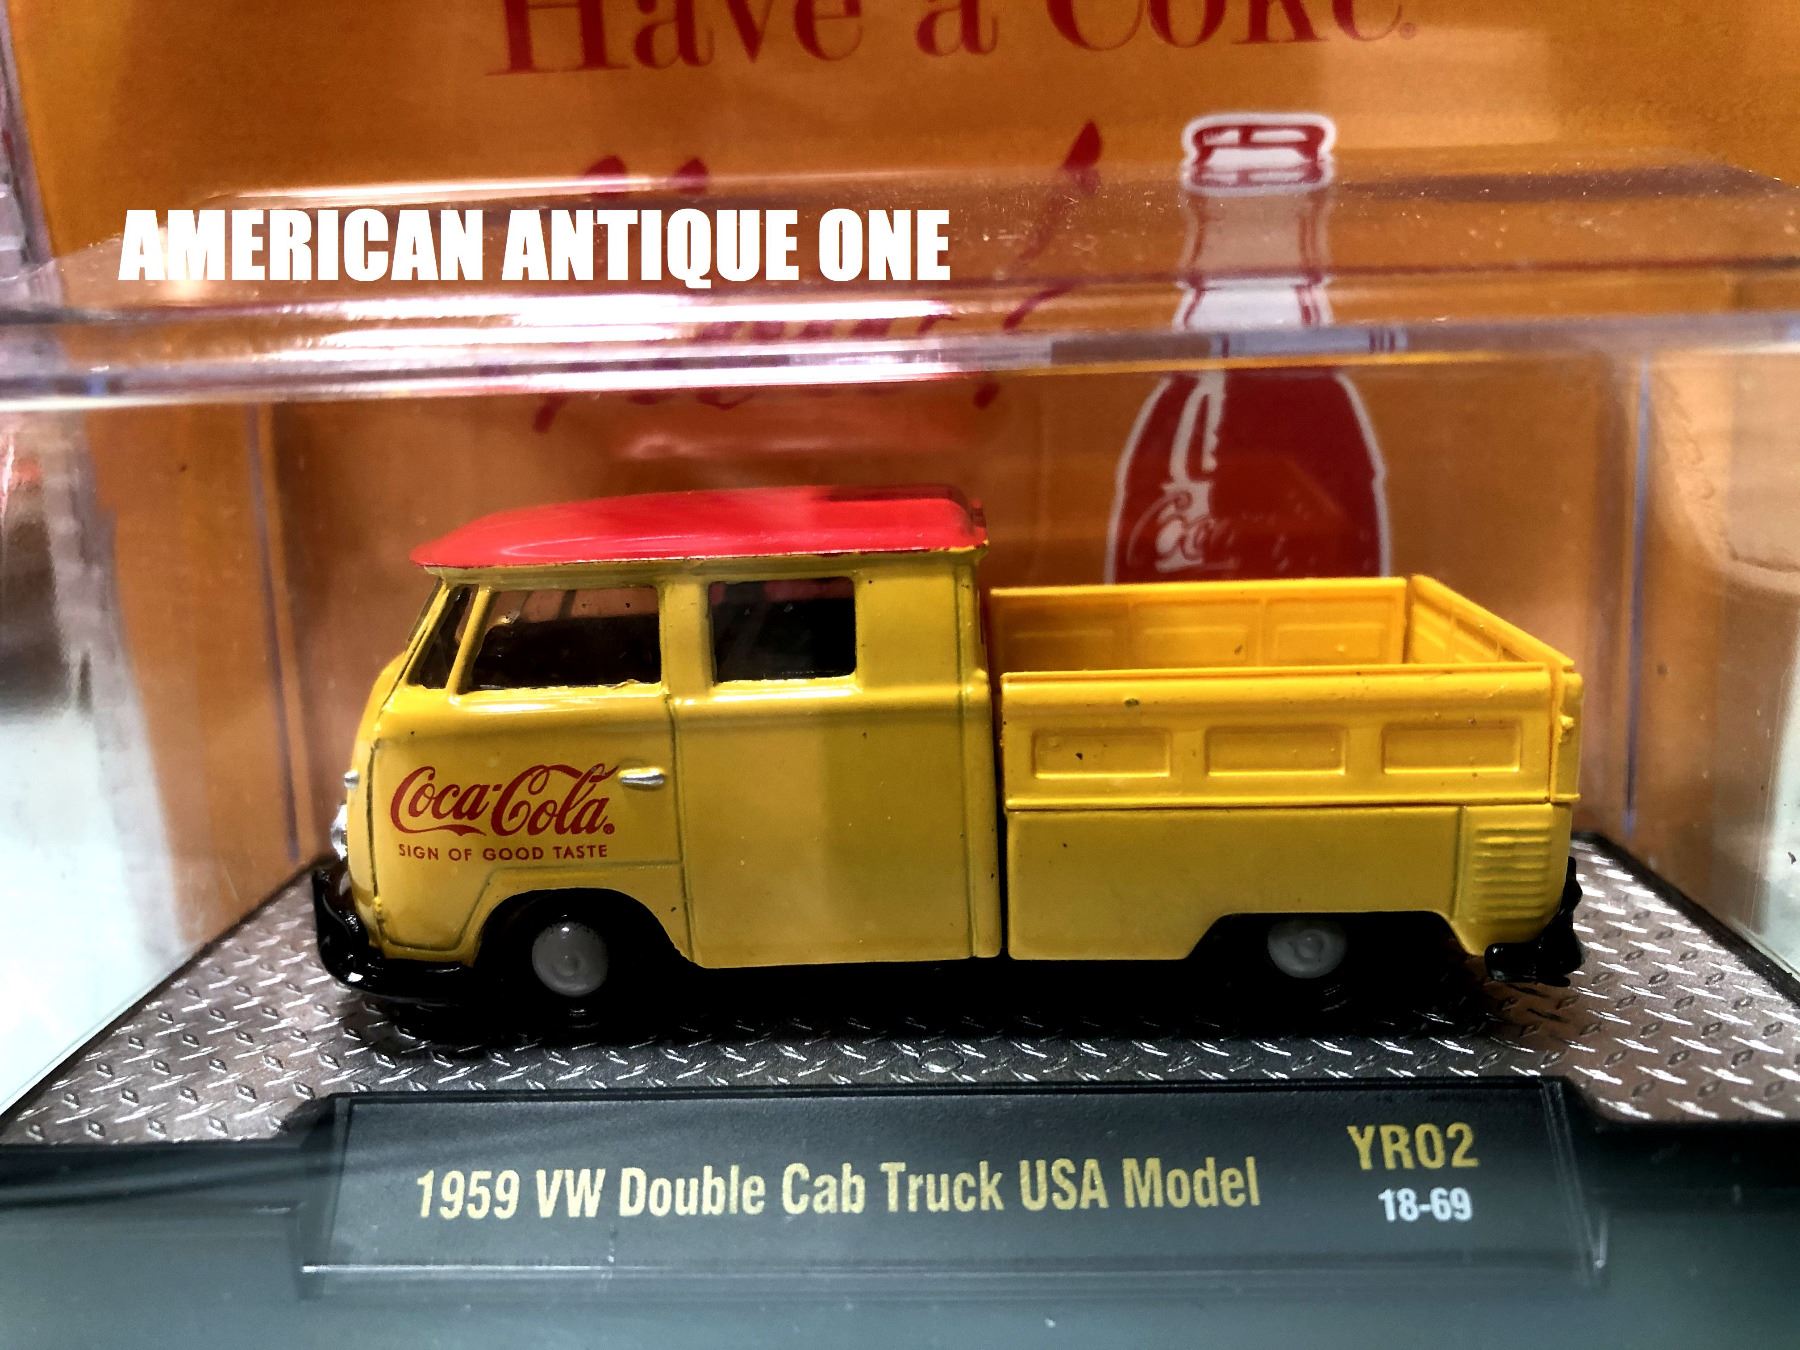 Have a Coke.
AMERICAN ANTIQUE ONE
Coca-Cola
SIGN OF GOOD TASTE
1959 VW Double Cab Truck USA Model
YR02
18-69